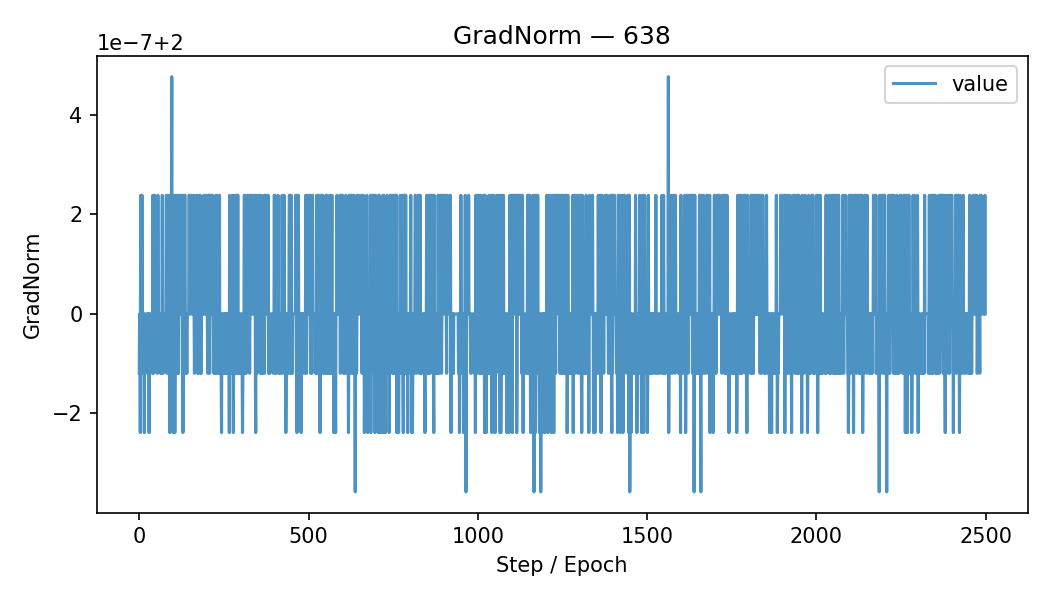 GradNorm — 638
1e−7+2
value
4
2
0
−2
GradNorm
0
500
1000
1500
2000
2500
Step / Epoch